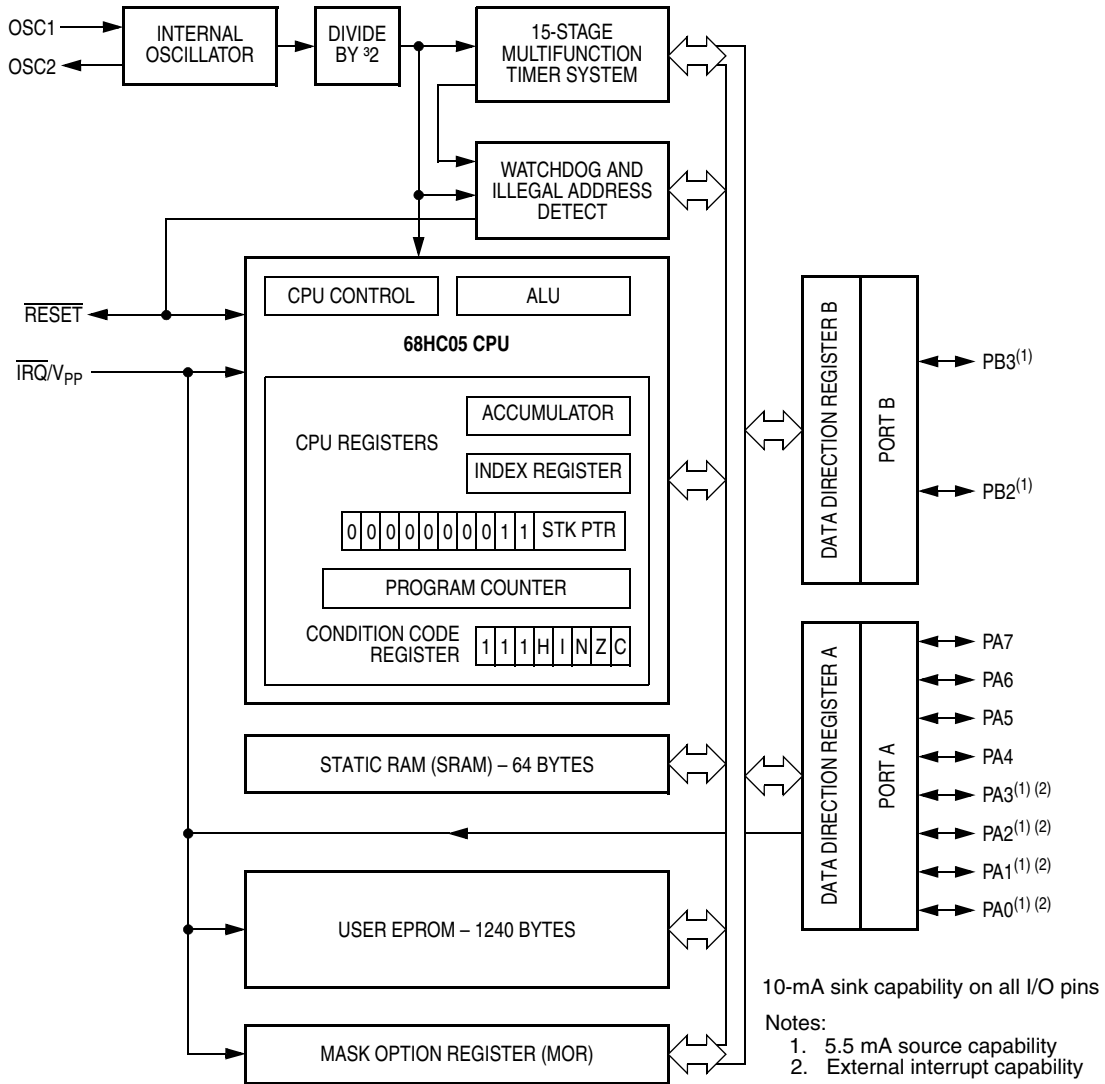 OSC1
OSC2
INTERNAL
OSCILLATOR
DIVIDE
BY ³2
15-STAGE
MULTIFUNCTION
TIMER SYSTEM
WATCHDOG AND
ILLEGAL ADDRESS
DETECT
RESET
IRQ/VPP
CPU CONTROL
ALU
68HC05 CPU
CPU REGISTERS
ACCUMULATOR
INDEX REGISTER
0 0 0 0 0 0 0 0 1 1 STK PTR
PROGRAM COUNTER
CONDITION CODE
REGISTER
1 1 1 H I N Z C
STATIC RAM (SRAM) – 64 BYTES
USER EPROM – 1240 BYTES
MASK OPTION REGISTER (MOR)
DATA DIRECTION REGISTER B
PORT B
PB3(1)
PB2(1)
DATA DIRECTION REGISTER A
PORT A
PA7
PA6
PA5
PA4
PA3(1) (2)
PA2(1) (2)
PA1(1) (2)
PA0(1) (2)
10-mA sink capability on all I/O pins
Notes:
1. 5.5 mA source capability
2. External interrupt capability